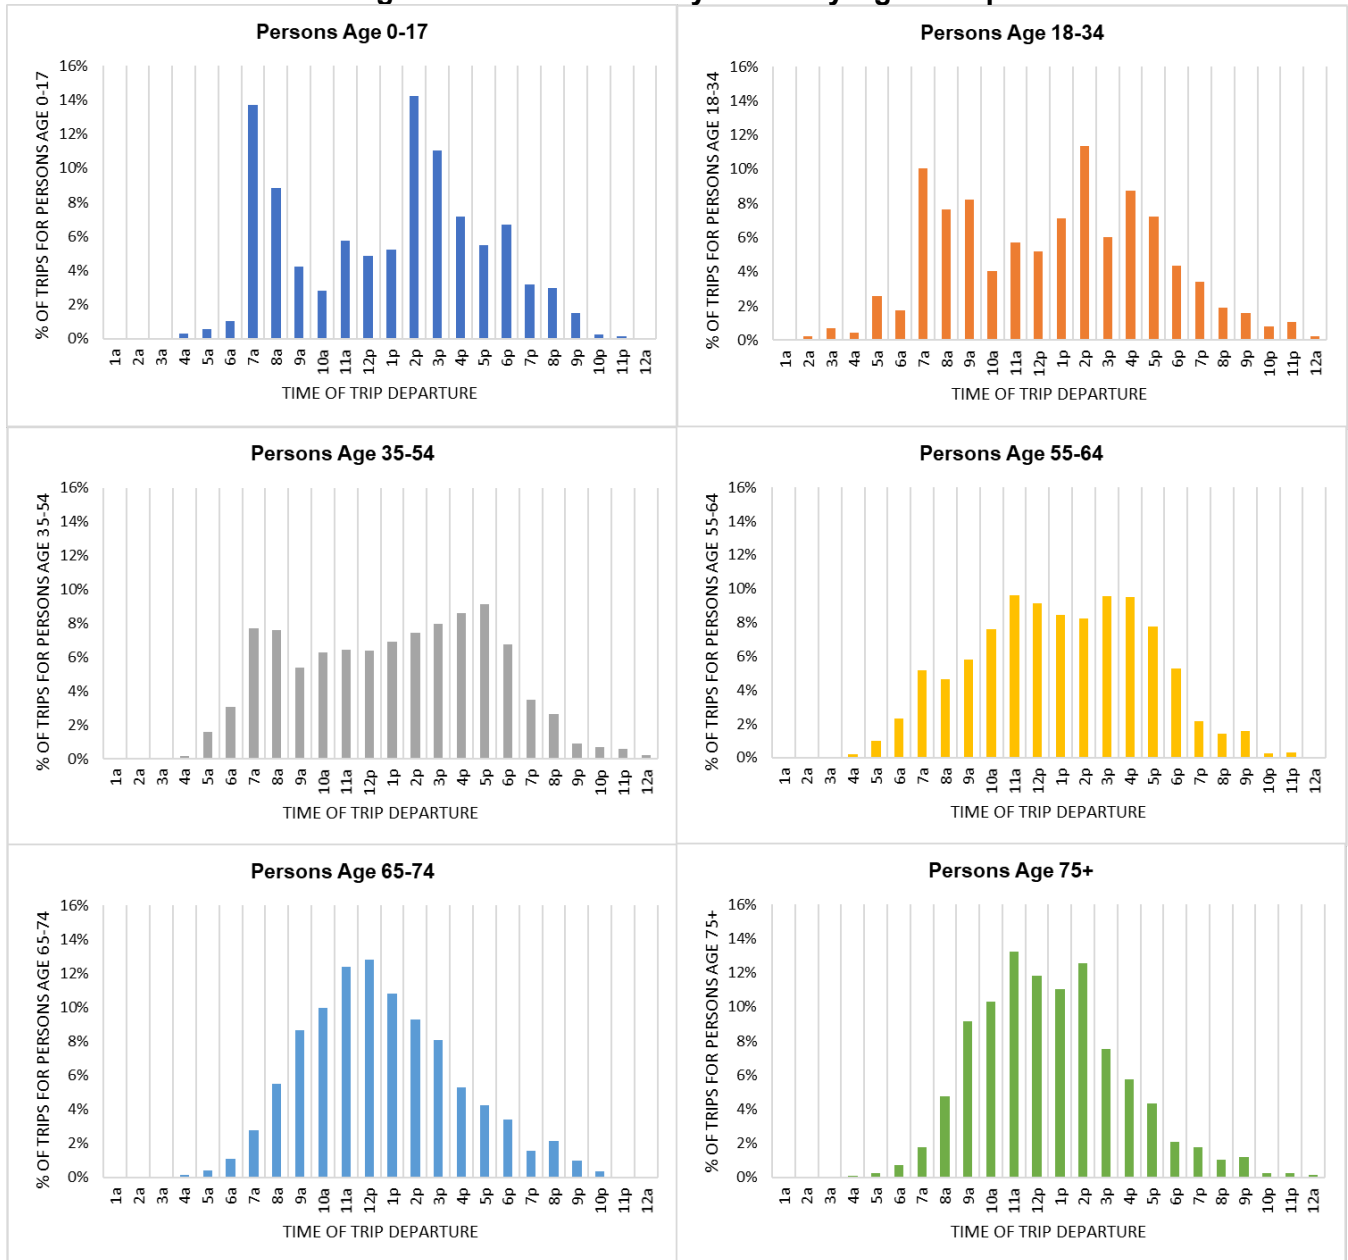 Persons Age 0-17
% OF TRIPS FOR PERSONS AGE 0-17
16%
14%
12%
10%
8%
6%
4%
2%
0%
1a 2a 3a 4a 5a 6a 7a 8a 9a 10a 11a 12p 1p 2p 3p 4p 5p 6p 7p 8p 9p 10p 11p 12a
TIME OF TRIP DEPARTURE
Persons Age 18-34
% OF TRIPS FOR PERSONS AGE 18-34
16%
14%
12%
10%
8%
6%
4%
2%
0%
1a 2a 3a 4a 5a 6a 7a 8a 9a 10a 11a 12p 1p 2p 3p 4p 5p 6p 7p 8p 9p 10p 11p 12a
TIME OF TRIP DEPARTURE
Persons Age 35-54
% OF TRIPS FOR PERSONS AGE 35-54
16%
14%
12%
10%
8%
6%
4%
2%
0%
1a 2a 3a 4a 5a 6a 7a 8a 9a 10a 11a 12p 1p 2p 3p 4p 5p 6p 7p 8p 9p 10p 11p 12a
TIME OF TRIP DEPARTURE
Persons Age 55-64
% OF TRIPS FOR PERSONS AGE 55-64
16%
14%
12%
10%
8%
6%
4%
2%
0%
1a 2a 3a 4a 5a 6a 7a 8a 9a 10a 11a 12p 1p 2p 3p 4p 5p 6p 7p 8p 9p 10p 11p 12a
TIME OF TRIP DEPARTURE
Persons Age 65-74
% OF TRIPS FOR PERSONS AGE 65-74
16%
14%
12%
10%
8%
6%
4%
2%
0%
1a 2a 3a 4a 5a 6a 7a 8a 9a 10a 11a 12p 1p 2p 3p 4p 5p 6p 7p 8p 9p 10p 11p 12a
TIME OF TRIP DEPARTURE
Persons Age 75+
% OF TRIPS FOR PERSONS AGE 75+
16%
14%
12%
10%
8%
6%
4%
2%
0%
1a 2a 3a 4a 5a 6a 7a 8a 9a 10a 11a 12p 1p 2p 3p 4p 5p 6p 7p 8p 9p 10p 11p 12a
TIME OF TRIP DEPARTURE